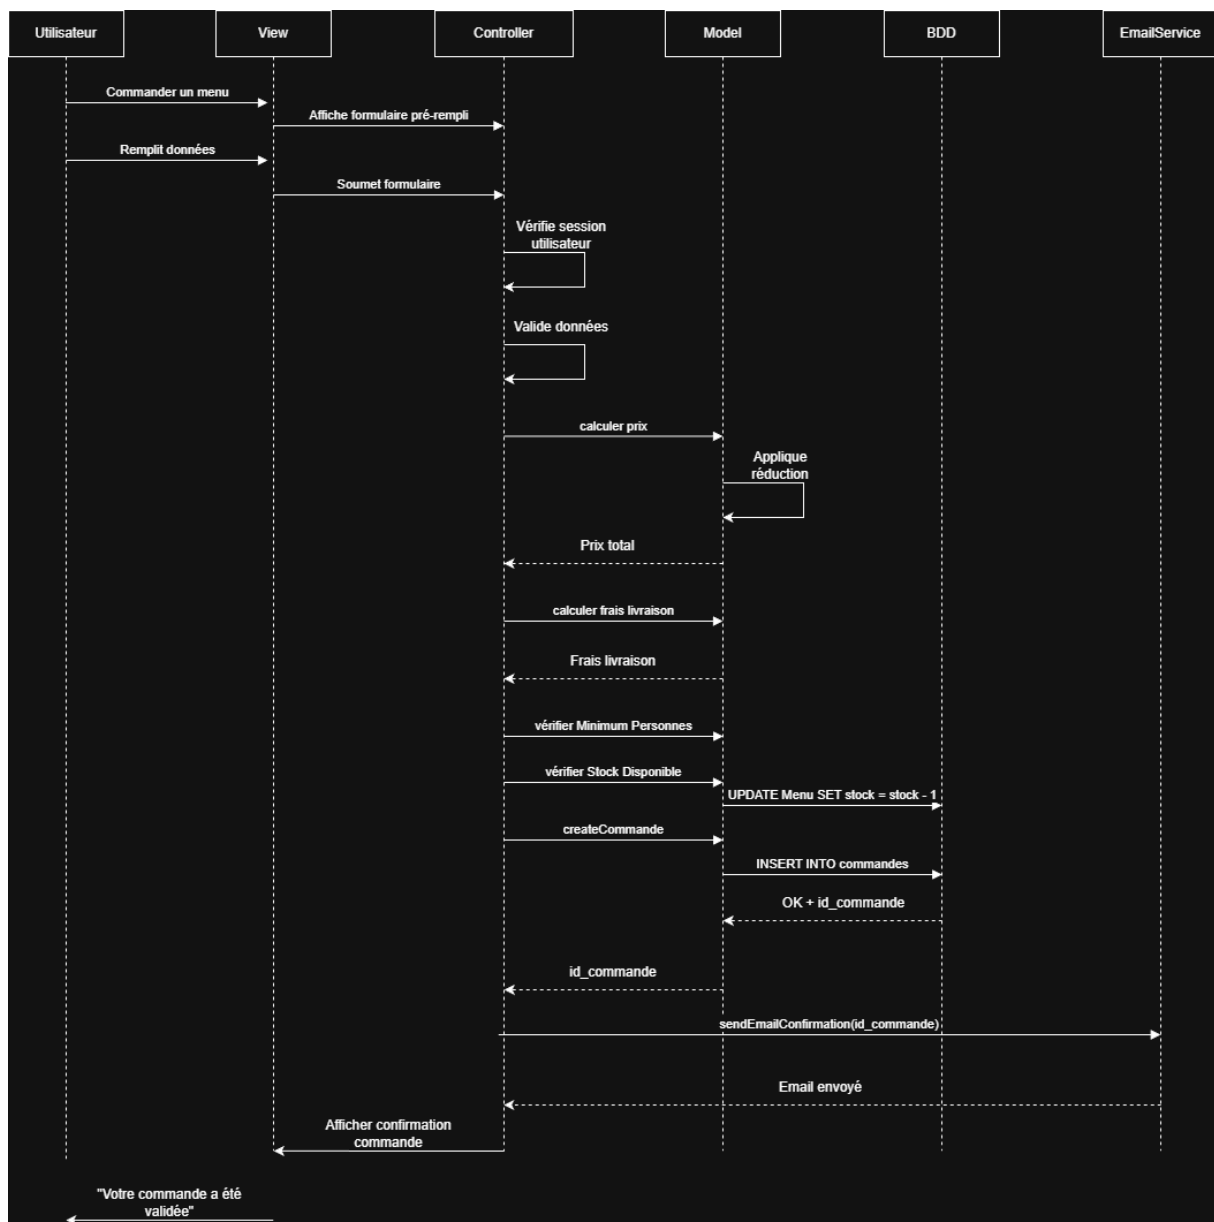 Utilisateur
View
Controller
Model
BDD
EmailService
Commander un menu
Affiche formulaire pré-rempli
Remplit données
Soumet formulaire
Vérifie session
utilisateur
Valide données
calculer prix
Applique
réduction
Prix total
calculer frais livraison
Frais livraison
vérifier Minimum Personnes
vérifier Stock Disponible
UPDATE Menu SET stock = stock - 1
createCommande
INSERT INTO commandes
OK + id_commande
id_commande
sendEmailConfirmation(id_commande)
Email envoyé
Afficher confirmation
commande
"Votre commande a été
validée"